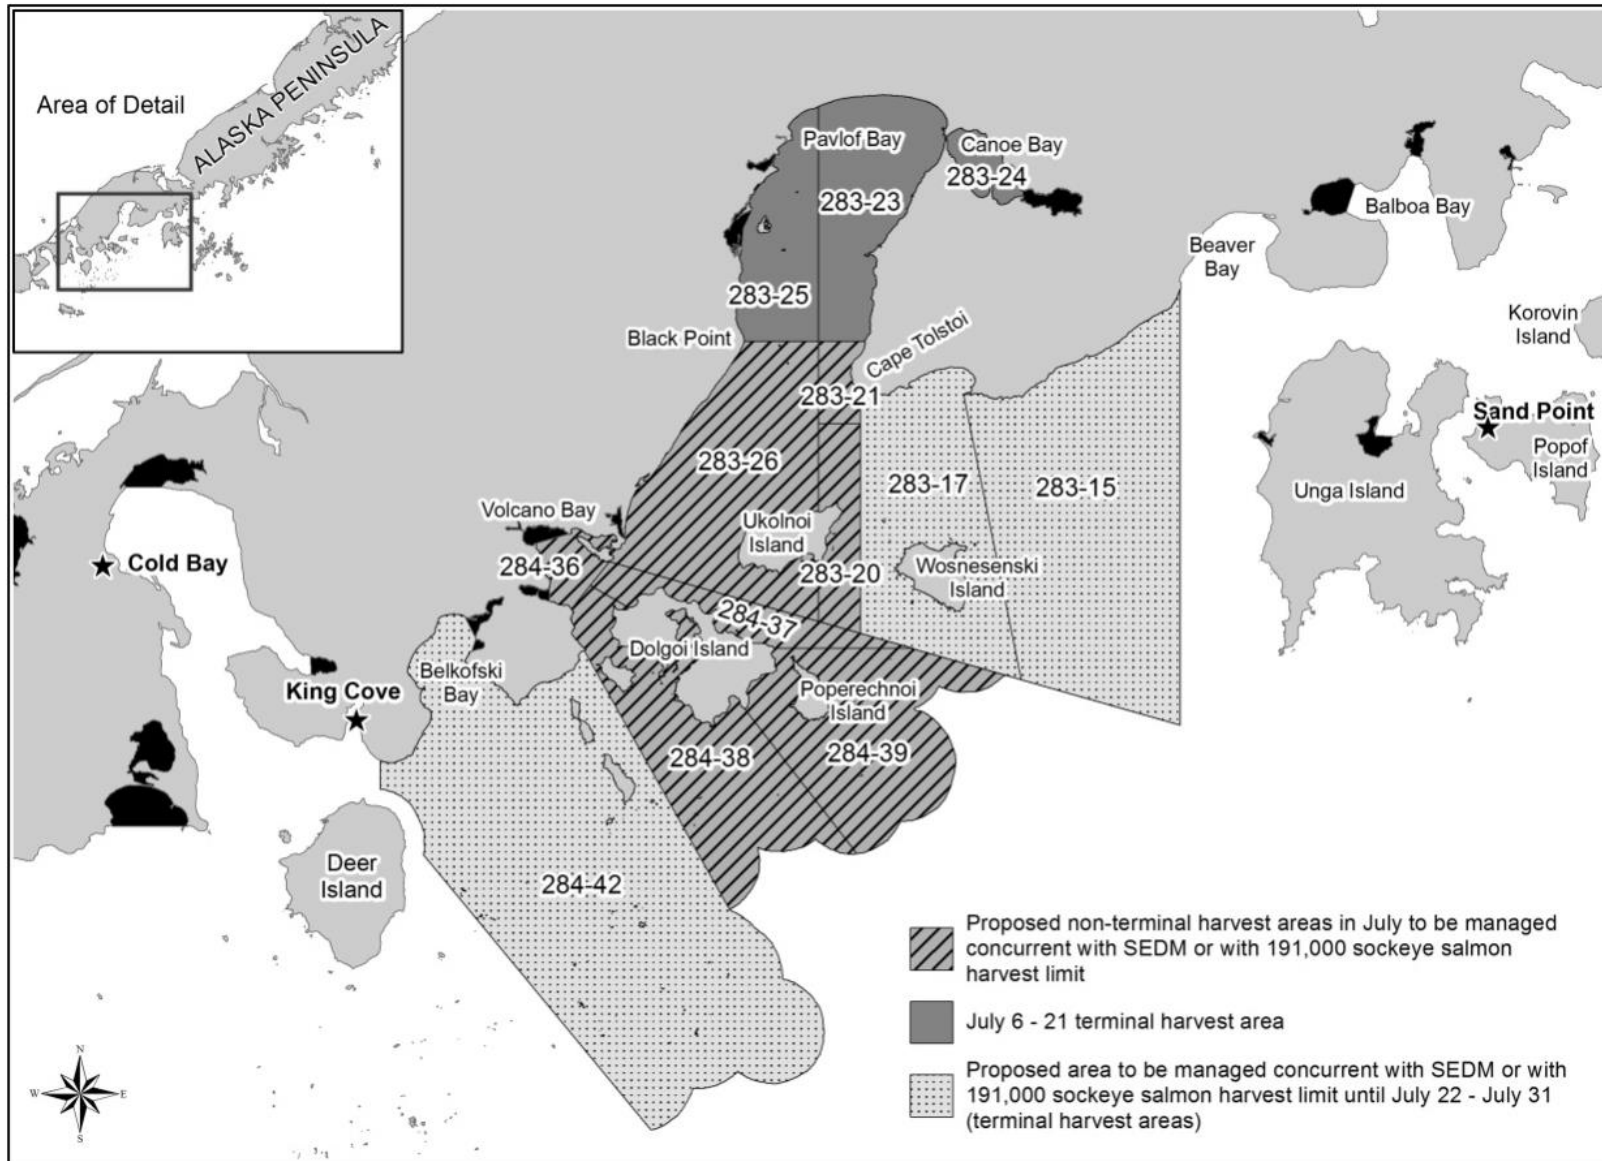 Area of Detail
ALASKA PENINSULA
Pavlof Bay
Canoe Bay
283-24
283-23
Balboa Bay
Beaver
Bay
283-25
Korovin
Island
Black Point
Cape Tolstoi
283-21
Sand Point
Popof
Island
283-26
283-17
283-15
Unga Island
Volcano Bay
Ukolnoi
Island
Cold Bay
284-36
283-20
Wosnesenski
Island
284-37
Dolgoi Island
Belkofski
Bay
King Cove
Poperechnoi
Island
284-38
284-39
Deer
Island
284-42
Proposed non-terminal harvest areas in July to be managed
concurrent with SEDM or with 191,000 sockeye salmon
harvest limit
July 6 - 21 terminal harvest area
Proposed area to be managed concurrent with SEDM or with
191,000 sockeye salmon harvest limit until July 22 - July 31
(terminal harvest areas)
N
W
E
S